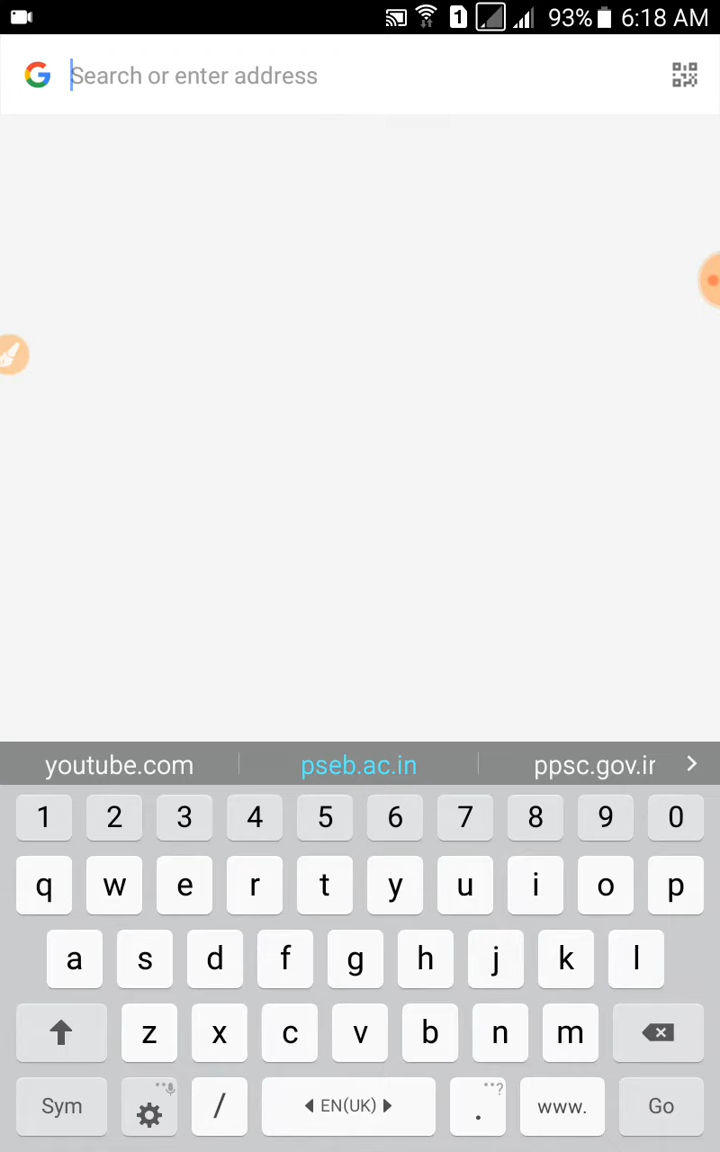 1 93% 6:18 AM
Search or enter address
youtube.com pseb.ac.in ppsc.gov.ir
1 2 3 4 5 6 7 8 9 0
q w e r t y u i o p
a s d f g h j k l
z x c v b n m
Sym / EN(UK) . ? www. Go